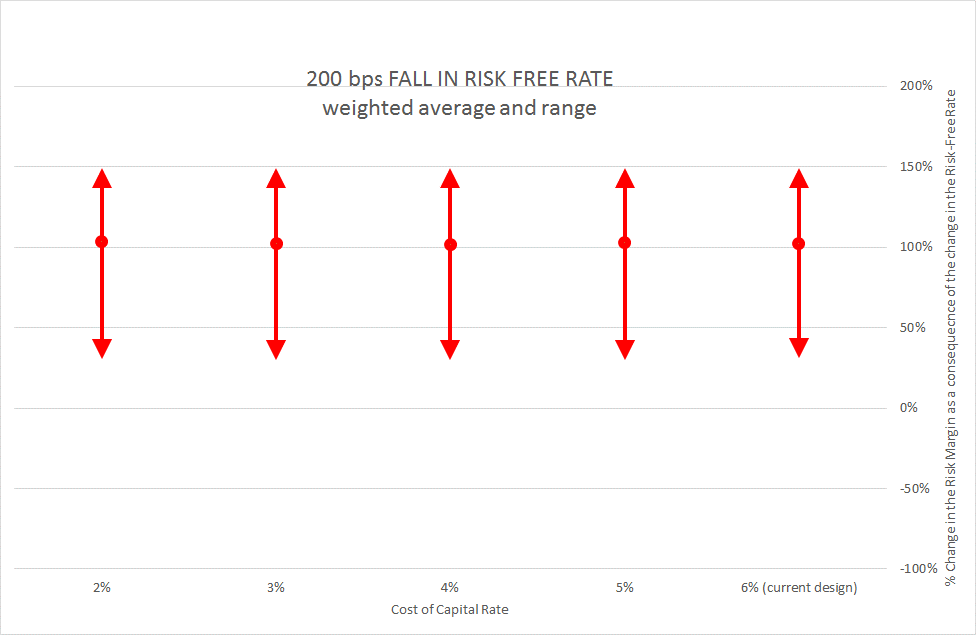 200 bps FALL IN RISK FREE RATE
weighted average and range
200%
150%
100%
50%
0%
-50%
-100%
% Change in the Risk Margin as a consequecnce of the change in the Risk-Free Rate
2%
3%
4%
5%
6% (current design)
Cost of Capital Rate